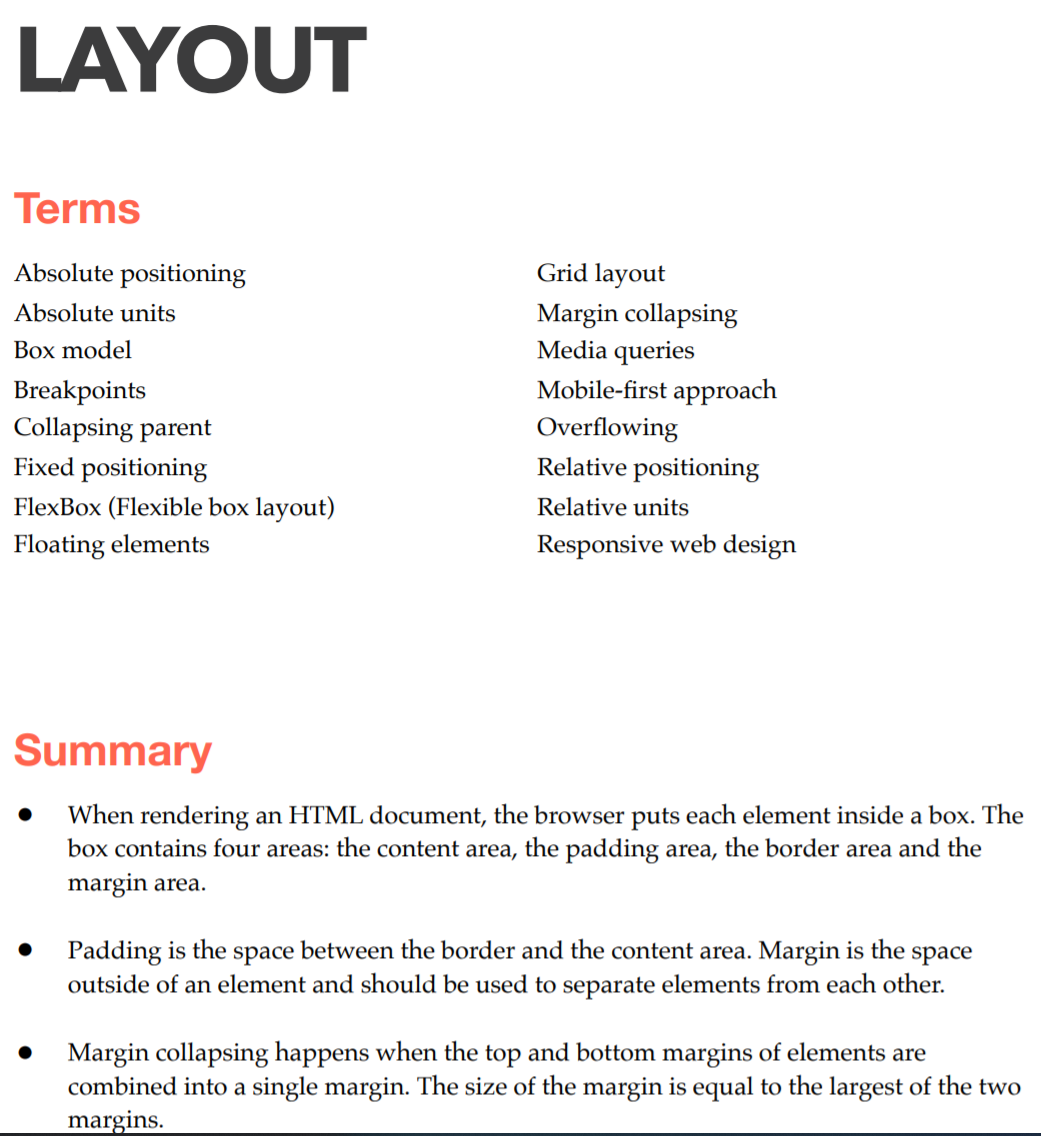 LAYOUT
Terms
Absolute positioning
Absolute units
Box model
Breakpoints
Collapsing parent
Fixed positioning
FlexBox (Flexible box layout)
Floating elements
Grid layout
Margin collapsing
Media queries
Mobile-first approach
Overflowing
Relative positioning
Relative units
Responsive web design
Summary
● When rendering an HTML document, the browser puts each element inside a box. The
box contains four areas: the content area, the padding area, the border area and the
margin area.
● Padding is the space between the border and the content area. Margin is the space
outside of an element and should be used to separate elements from each other.
● Margin collapsing happens when the top and bottom margins of elements are
combined into a single margin. The size of the margin is equal to the largest of the two
margins.